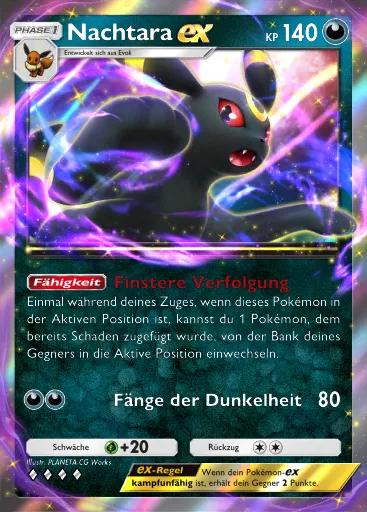 PHASE 1 Nachtara ex KP 140
Entwickelt sich aus Evoli
Fähigkeit Finstere Verfolgung
Einmal während deines Zuges, wenn dieses Pokémon in
der Aktiven Position ist, kannst du 1 Pokémon, dem
bereits Schaden zugefügt wurde, von der Bank deines
Gegners in die Aktive Position einwechseln.
Fänge der Dunkelheit 80
Schwäche +20 Rückzug
Illustr. PLANETA CG Works
ex-Regel Wenn dein Pokémon-ex
kampfunfähig ist, erhält dein Gegner 2 Punkte.